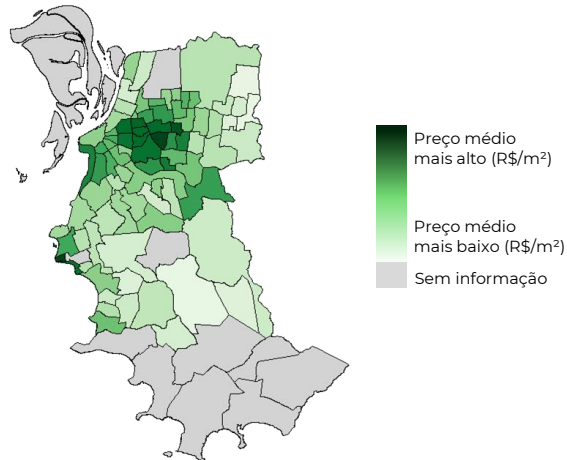 Preço médio
mais alto (R$/m²)
Preço médio
mais baixo (R$/m²)
Sem informação